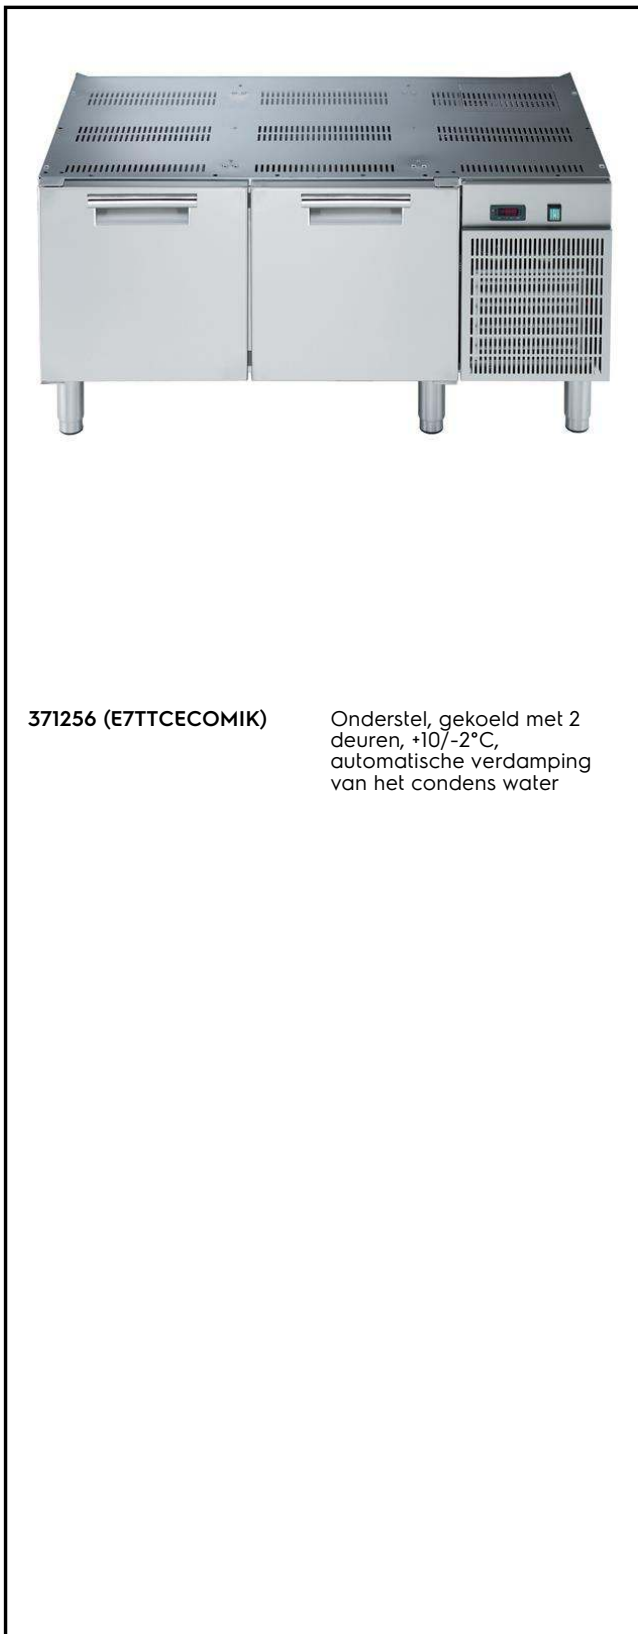 371256 (E7TTCECOMIK)
Onderstel, gekoeld met 2
deuren, +10/-2°C,
automatische verdamping
van het condens water